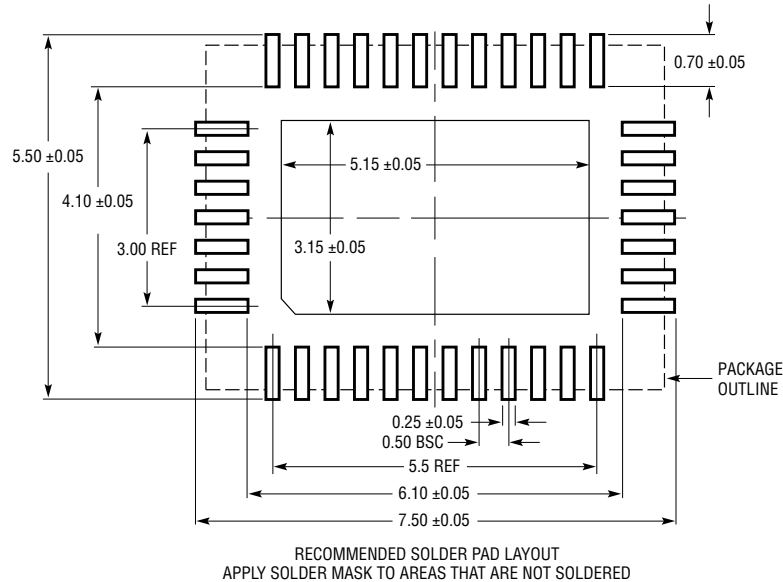 0.70 ±0.05
5.50 ±0.05
5.15 ±0.05
4.10 ±0.05
3.00 REF
3.15 ±0.05
PACKAGE
OUTLINE
0.25 ±0.05
0.50 BSC
5.5 REF
6.10 ±0.05
7.50 ±0.05
RECOMMENDED SOLDER PAD LAYOUT
APPLY SOLDER MASK TO AREAS THAT ARE NOT SOLDERED